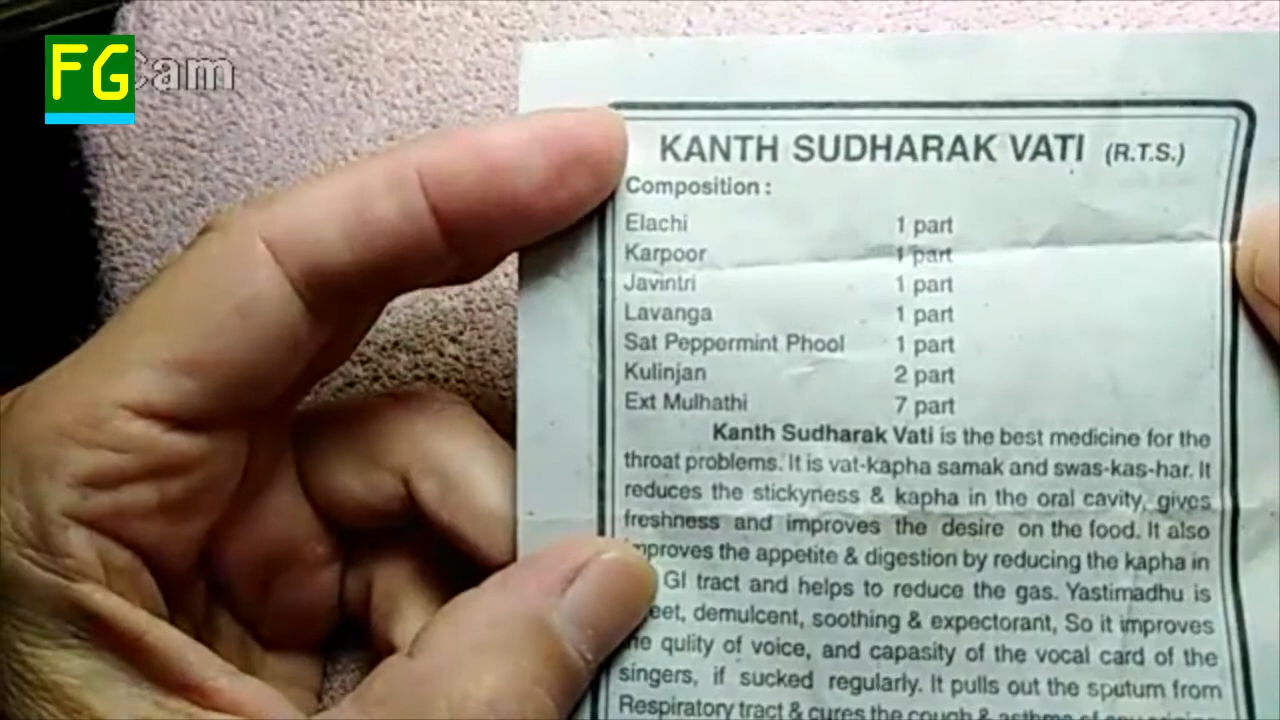 FG
Cam
KANTH SUDHARAK VATI (R.T.S.)
Composition :
Elachi 1 part
Karpoor 1 part
Javintri 1 part
Lavanga 1 part
Sat Peppermint Phool 1 part
Kulinjan 2 part
Ext Mulhathi 7 part
Kanth Sudharak Vati is the best medicine for the
throat problems. It is vat-kapha samak and swas-kas-har. It
reduces the stickyness & kapha in the oral cavity, gives
freshness and improves the desire on the food. It also
improves the appetite & digestion by reducing the kapha in
GI tract and helps to reduce the gas. Yastimadhu is
sweet, demulcent, soothing & expectorant, So it improves
the qulity of voice, and capasity of the vocal card of the
singers, if sucked regularly. It pulls out the sputum from
Respiratory tract & cures the cough & asthma of